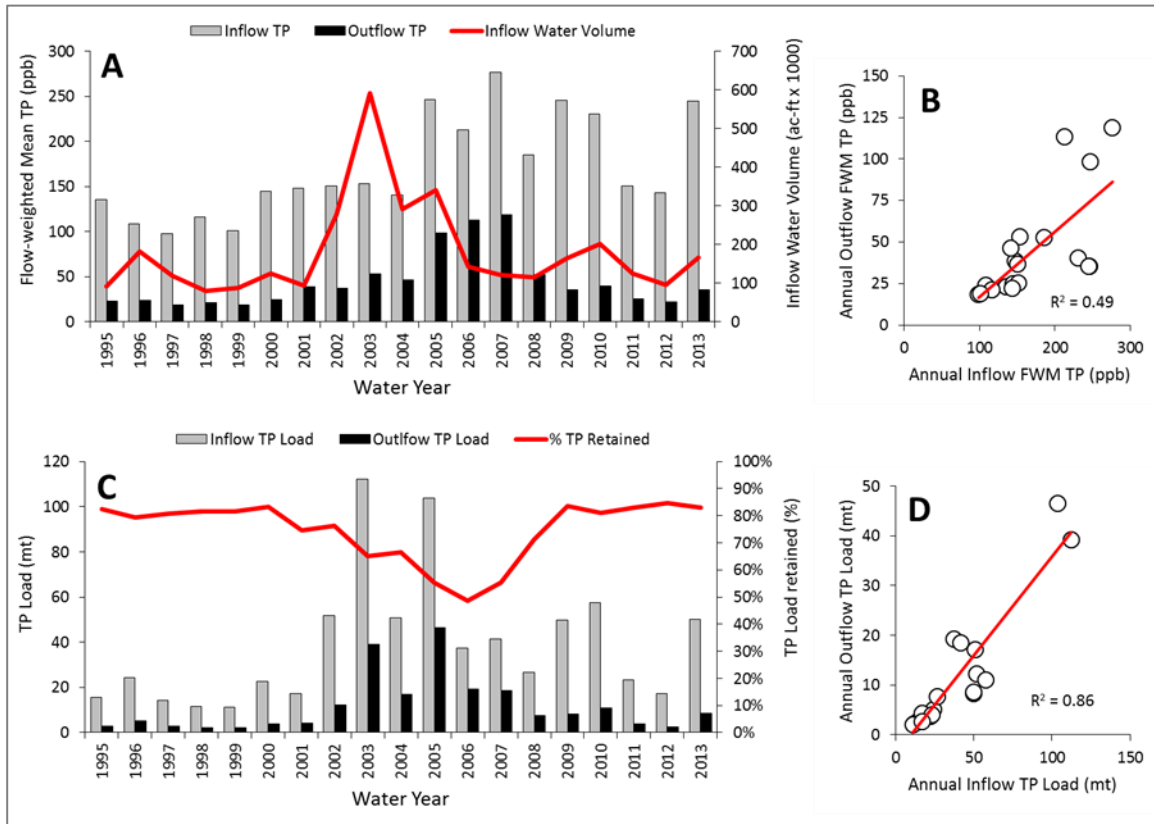 Inflow TP Outflow TP Inflow Water Volume
A
Flow-weighted Mean TP (ppb)
300
250
200
150
100
50
0
Inflow Water Volume (ac-ft x 1000)
700
600
500
400
300
200
100
0
1995 1996 1997 1998 1999 2000 2001 2002 2003 2004 2005 2006 2007 2008 2009 2010 2011 2012 2013
Water Year
B
Annual Outflow FWM TP (ppb)
150
125
100
75
50
25
0
R² = 0.49
0 100 200 300
Annual Inflow FWM TP (ppb)
Inflow TP Load Outlfow TP Load % TP Retained
C
TP Load (mt)
120
100
80
60
40
20
0
TP Load retained (%)
100%
90%
80%
70%
60%
50%
40%
30%
20%
10%
0%
1995 1996 1997 1998 1999 2000 2001 2002 2003 2004 2005 2006 2007 2008 2009 2010 2011 2012 2013
Water Year
D
Annual Outflow TP Load (mt)
50
40
30
20
10
0
R² = 0.86
0 50 100 150
Annual Inflow TP Load (mt)